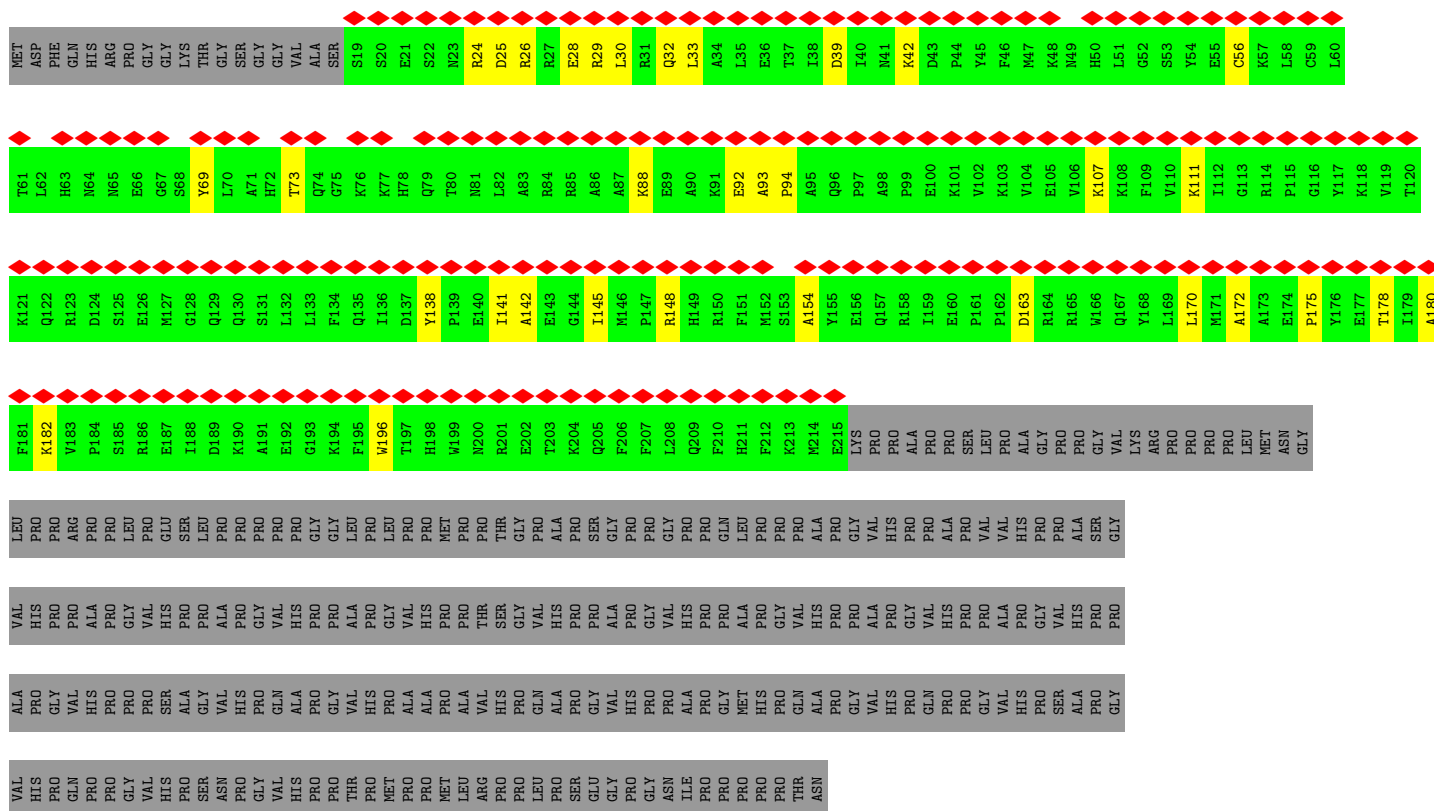 MET ASP PHE GLN HIS ARG PRO GLY GLY LYS THR GLY SER GLY GLY VAL ALA SER S19 S20 E21 S22 N23 R24 D25 R26 R27 E28 R29 L30 R31 Q32 L33 A34 L35 E36 T37 I38 D39 I40 N41 K42 D43 P44 Y45 F46 M47 K48 N49 H50 L51 G52 S53 Y54 E55 C56 K57 L58 C59 L60
T61 L62 H63 N64 N65 E66 G67 S68 Y69 L70 A71 H72 T73 Q74 G75 K76 K77 H78 Q79 T80 N81 L82 A83 R84 R85 A86 A87 K88 E89 A90 K91 E92 A93 P94 A95 Q96 P97 A98 P99 E100 K101 V102 K103 V104 E105 V106 K107 K108 F109 V110 K111 I112 G113 R114 P115 G116 Y117 K118 V119 T120
K121 Q122 R123 D124 S125 E126 M127 G128 Q129 Q130 S131 L132 L133 F134 Q135 I136 D137 Y138 P139 E140 I141 A142 E143 G144 I145 M146 P147 R148 H149 R150 F151 M152 S153 A154 Y155 E156 Q157 R158 I159 E160 P161 P162 D163 R164 R165 W166 Q167 Y168 L169 L170 M171 A172 A173 E174 P175 Y176 E177 T178 I179 A180
F181 K182 V183 P184 S185 R186 E187 I188 D189 K190 A191 E192 G193 K194 F195 W196 T197 H198 W199 N200 R201 E202 T203 K204 Q205 F206 F207 L208 Q209 F210 H211 F212 K213 M214 E215 LYS PRO PRO ALA PRO PRO SER LEU PRO ALA GLY PRO PRO GLY VAL LYS ARG PRO PRO PRO PRO LEU MET ASN GLY
LEU PRO PRO ARG PRO PRO LEU PRO GLU SER LEU PRO PRO PRO PRO PRO GLY GLY LEU PRO LEU PRO PRO MET PRO PRO THR GLY PRO ALA PRO SER GLY PRO PRO GLY PRO PRO GLN LEU PRO PRO PRO ALA PRO GLY VAL HIS PRO PRO ALA PRO VAL VAL HIS PRO PRO ALA SER GLY
VAL HIS PRO PRO ALA PRO GLY VAL HIS PRO PRO ALA PRO GLY VAL HIS PRO PRO ALA PRO GLY VAL HIS PRO PRO THR SER GLY VAL HIS PRO PRO ALA PRO GLY VAL HIS PRO PRO ALA PRO GLY VAL HIS PRO PRO ALA PRO GLY VAL HIS PRO PRO ALA PRO GLY VAL HIS PRO PRO
ALA PRO GLY VAL HIS PRO PRO PRO SER ALA GLY VAL HIS PRO GLN ALA PRO GLY VAL HIS PRO ALA ALA PRO ALA VAL HIS PRO GLN ALA PRO GLY VAL HIS PRO PRO ALA PRO GLY MET HIS PRO GLN ALA PRO GLY VAL HIS PRO GLN PRO PRO GLY VAL HIS PRO SER ALA PRO GLY
VAL HIS PRO GLN PRO PRO GLY VAL HIS PRO SER ASN PRO GLY VAL HIS PRO PRO THR PRO MET PRO PRO MET LEU ARG PRO PRO LEU PRO SER GLU GLY PRO GLY ASN ILE PRO PRO PRO PRO PRO THR ASN